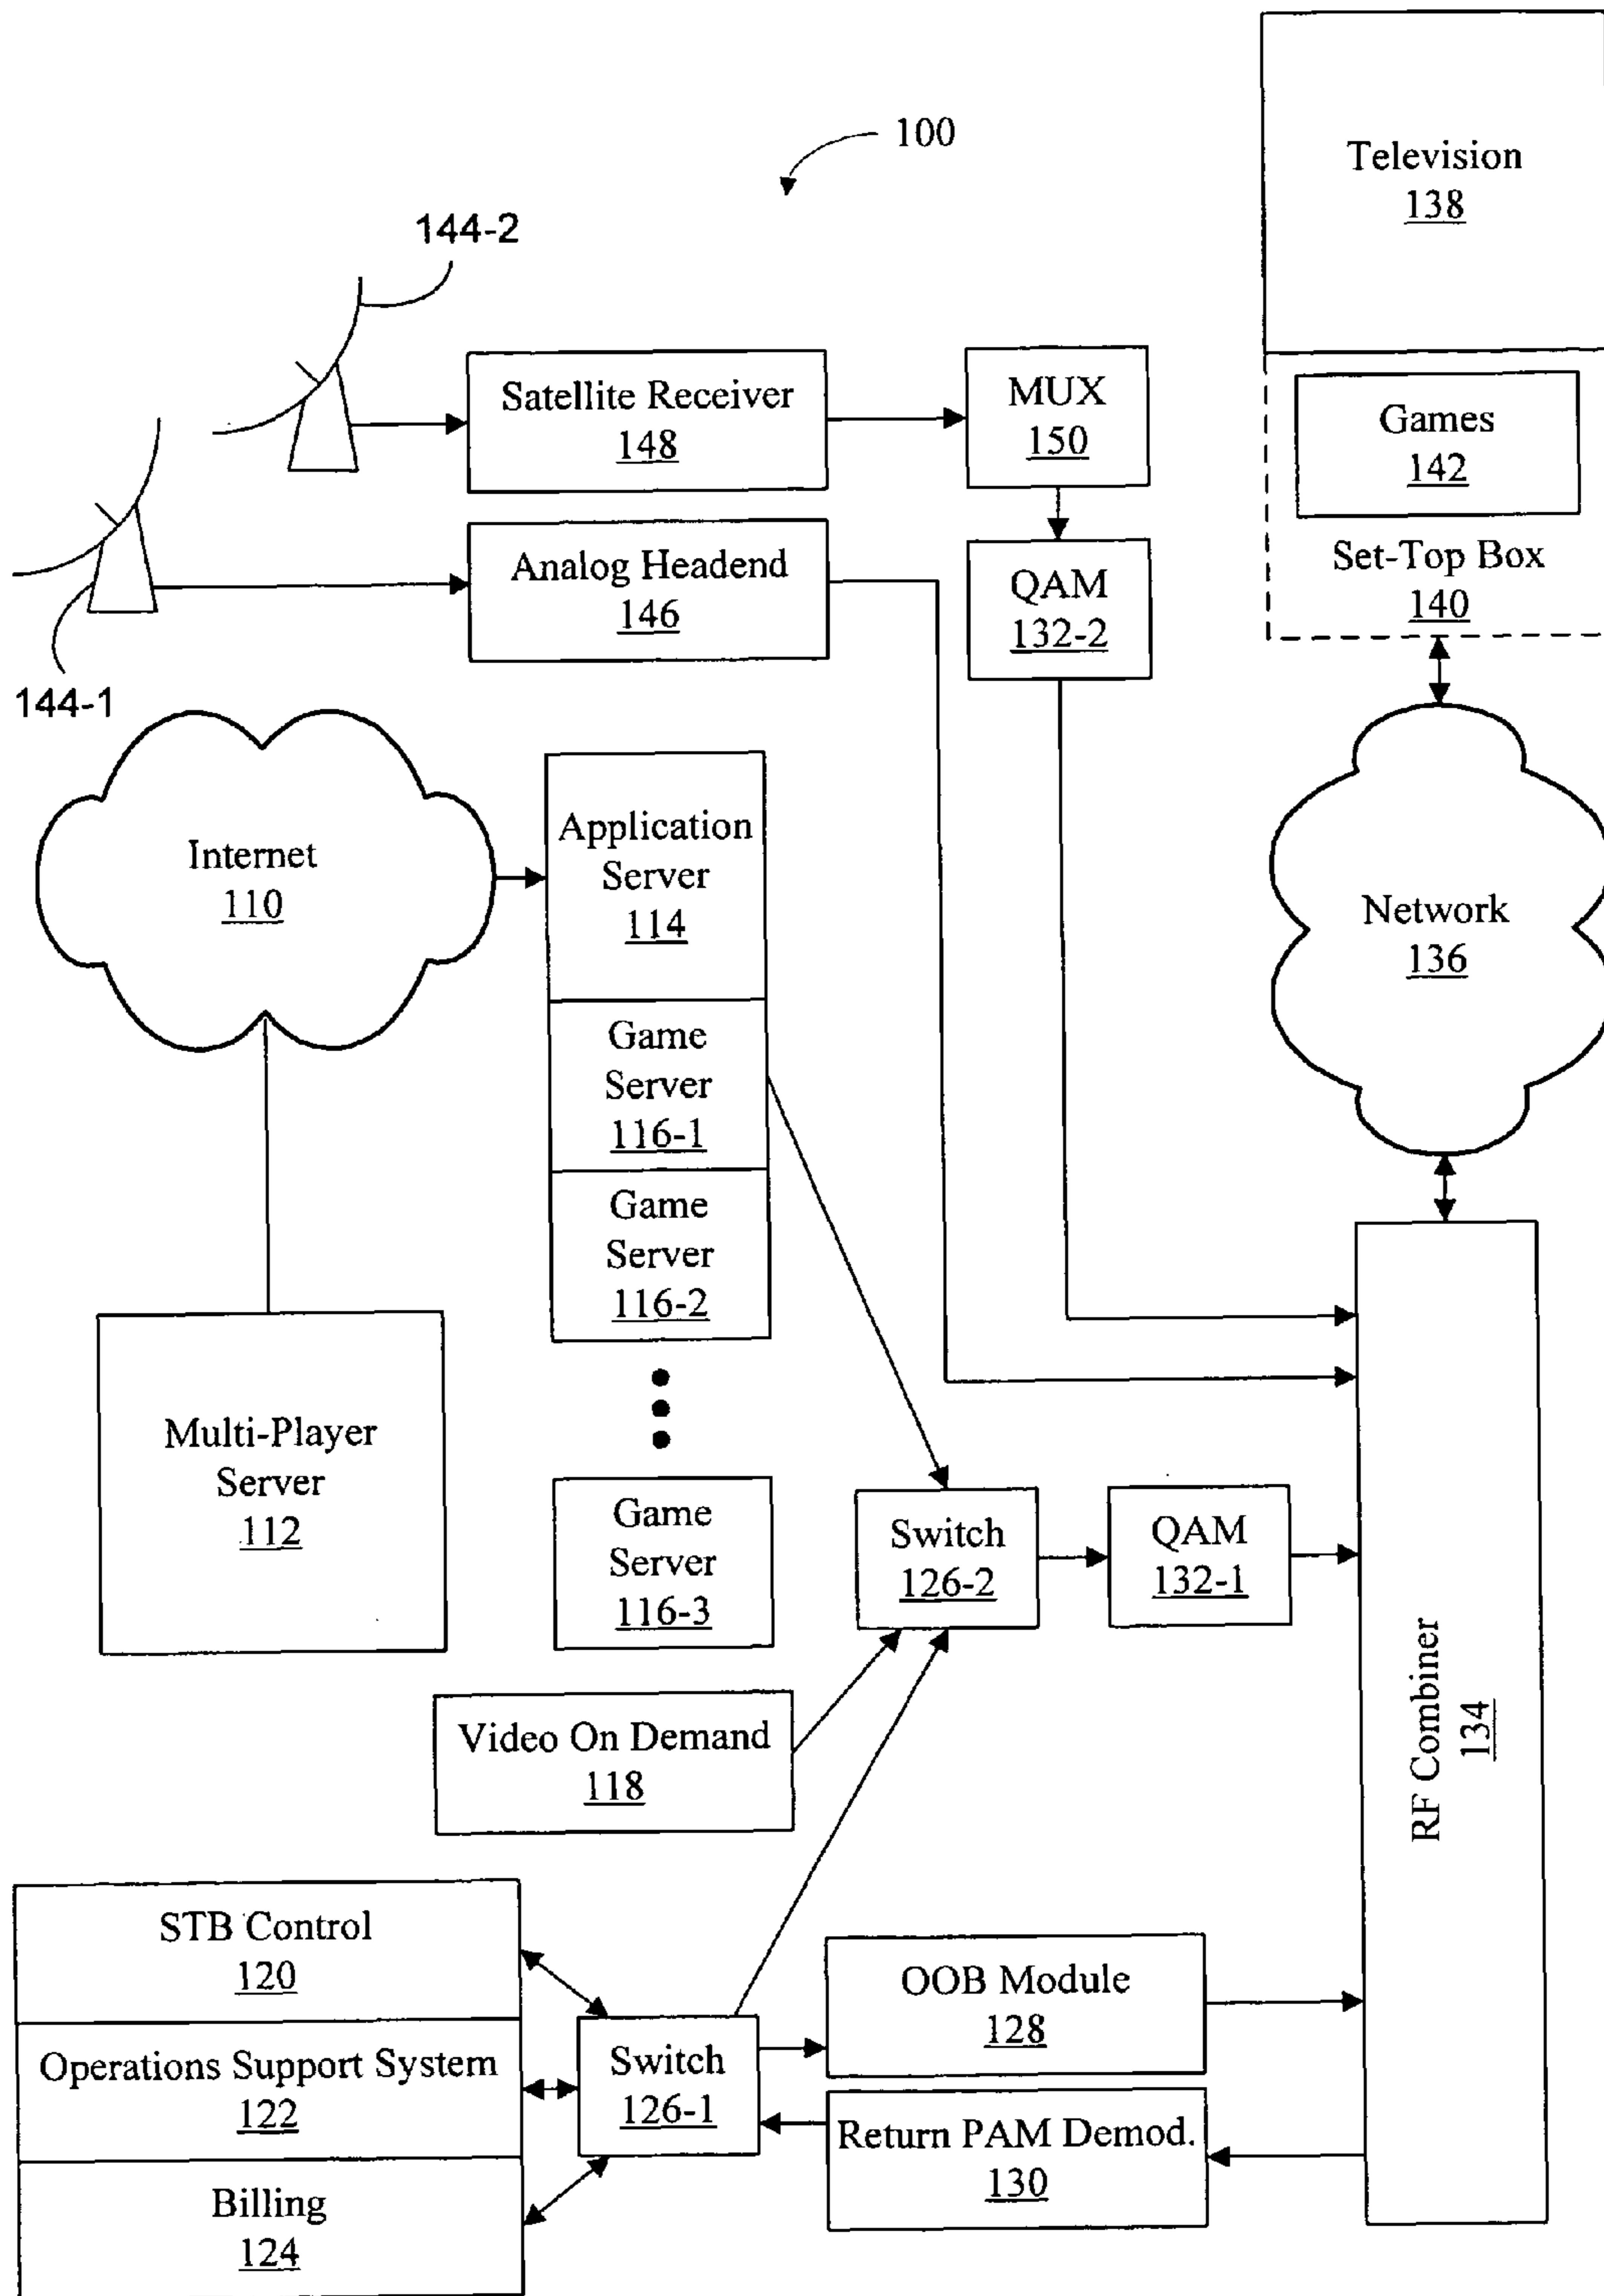 100
Television
138
144-2
Satellite Receiver
148
MUX
150
Games
142
Set-Top Box
140
Analog Headend
146
QAM
132-2
144-1
Internet
110
Application
Server
114
Network
136
Game
Server
116-1
Game
Server
116-2
Multi-Player
Server
112
Game
Server
116-3
Switch
126-2
QAM
132-1
RF Combiner
134
Video On Demand
118
STB Control
120
Operations Support System
122
Billing
124
Switch
126-1
OOB Module
128
Return PAM Demod.
130